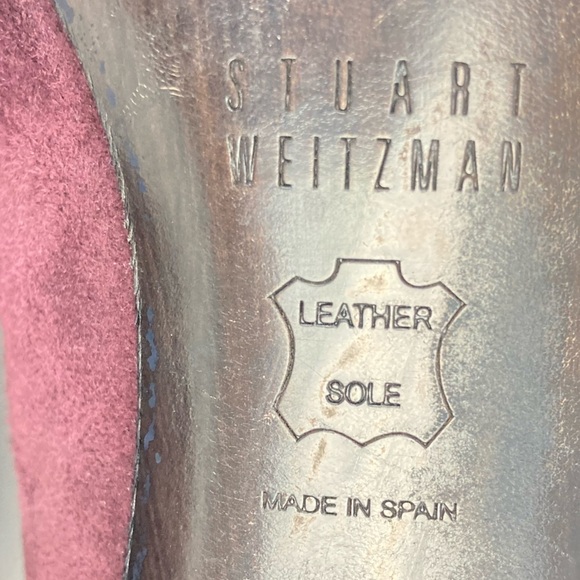 STUART
WEITZMAN
LEATHER
SOLE
MADE IN SPAIN